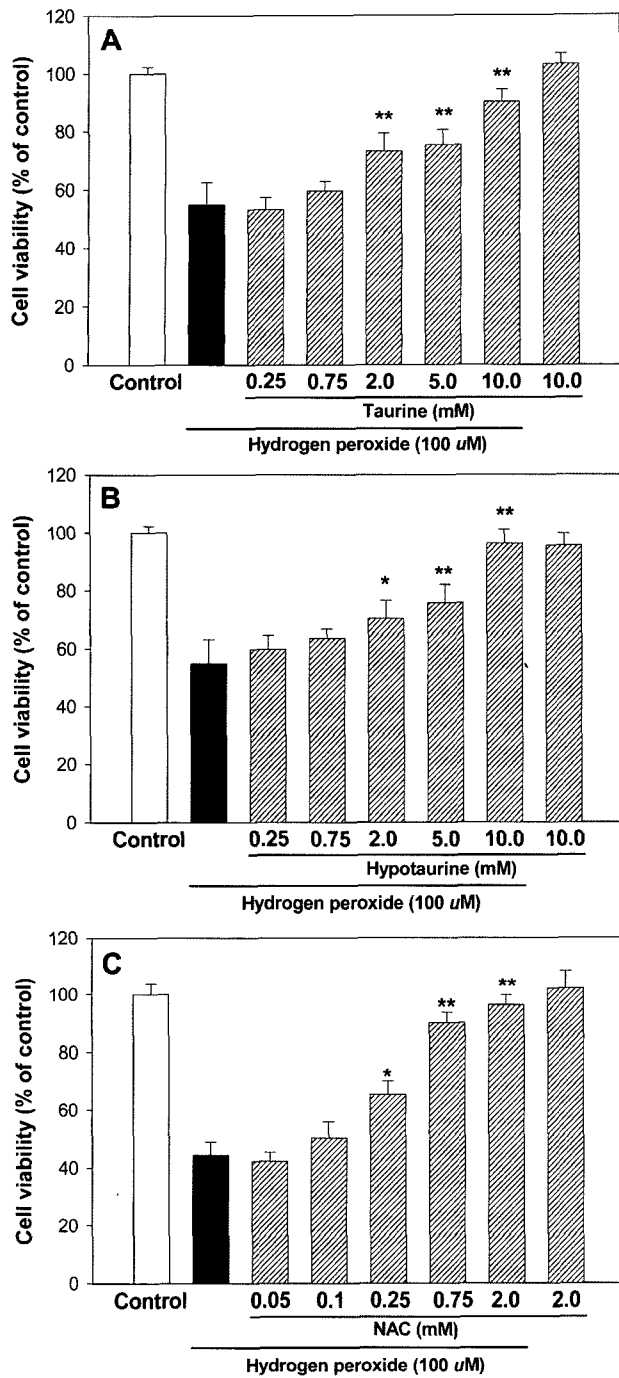 A
Cell viability (% of control)
120
100
80
60
40
20
0
** ** **
Control 0.25 0.75 2.0 5.0 10.0 10.0
Taurine (mM)
Hydrogen peroxide (100 uM)
B
Cell viability (% of control)
120
100
80
60
40
20
0
* ** **
Control 0.25 0.75 2.0 5.0 10.0 10.0
Hypotaurine (mM)
Hydrogen peroxide (100 uM)
C
Cell viability (% of control)
120
100
80
60
40
20
0
* ** **
Control 0.05 0.1 0.25 0.75 2.0 2.0
NAC (mM)
Hydrogen peroxide (100 uM)